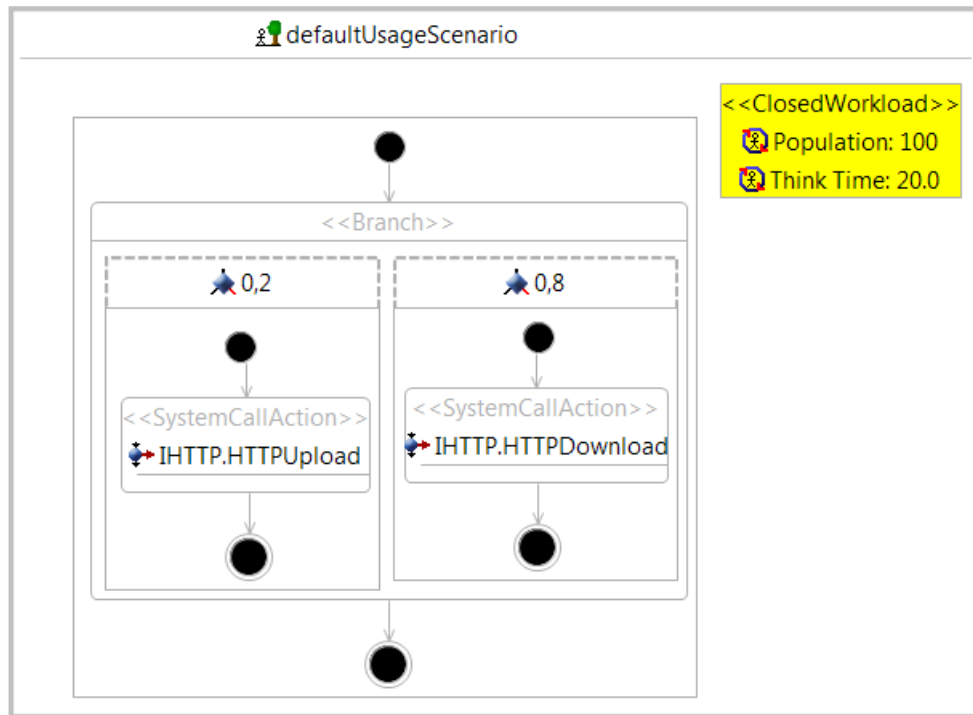 defaultUsageScenario
<<ClosedWorkload>>
Population: 100
Think Time: 20.0
<<Branch>>
0,2
0,8
<<SystemCallAction>>
IHTTP.HTTPUpload
<<SystemCallAction>>
IHTTP.HTTPDownload